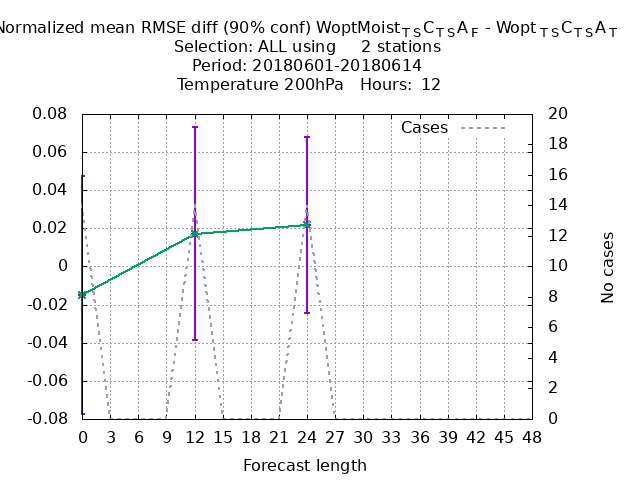 Normalized mean RMSE diff (90% conf) WoptMoistTSCTSAF - WoptTSCTSAT
Selection: ALL using 2 stations
Period: 20180601-20180614
Temperature 200hPa Hours: 12
0.08 20
18
0.06
16
0.04
14
Cases
0.02 12
0 10
No cases
-0.02 8
6
-0.04
4
-0.06
2
-0.08 0
0 3 6 9 12 15 18 21 24 27 30 33 36 39 42 45 48
Forecast length